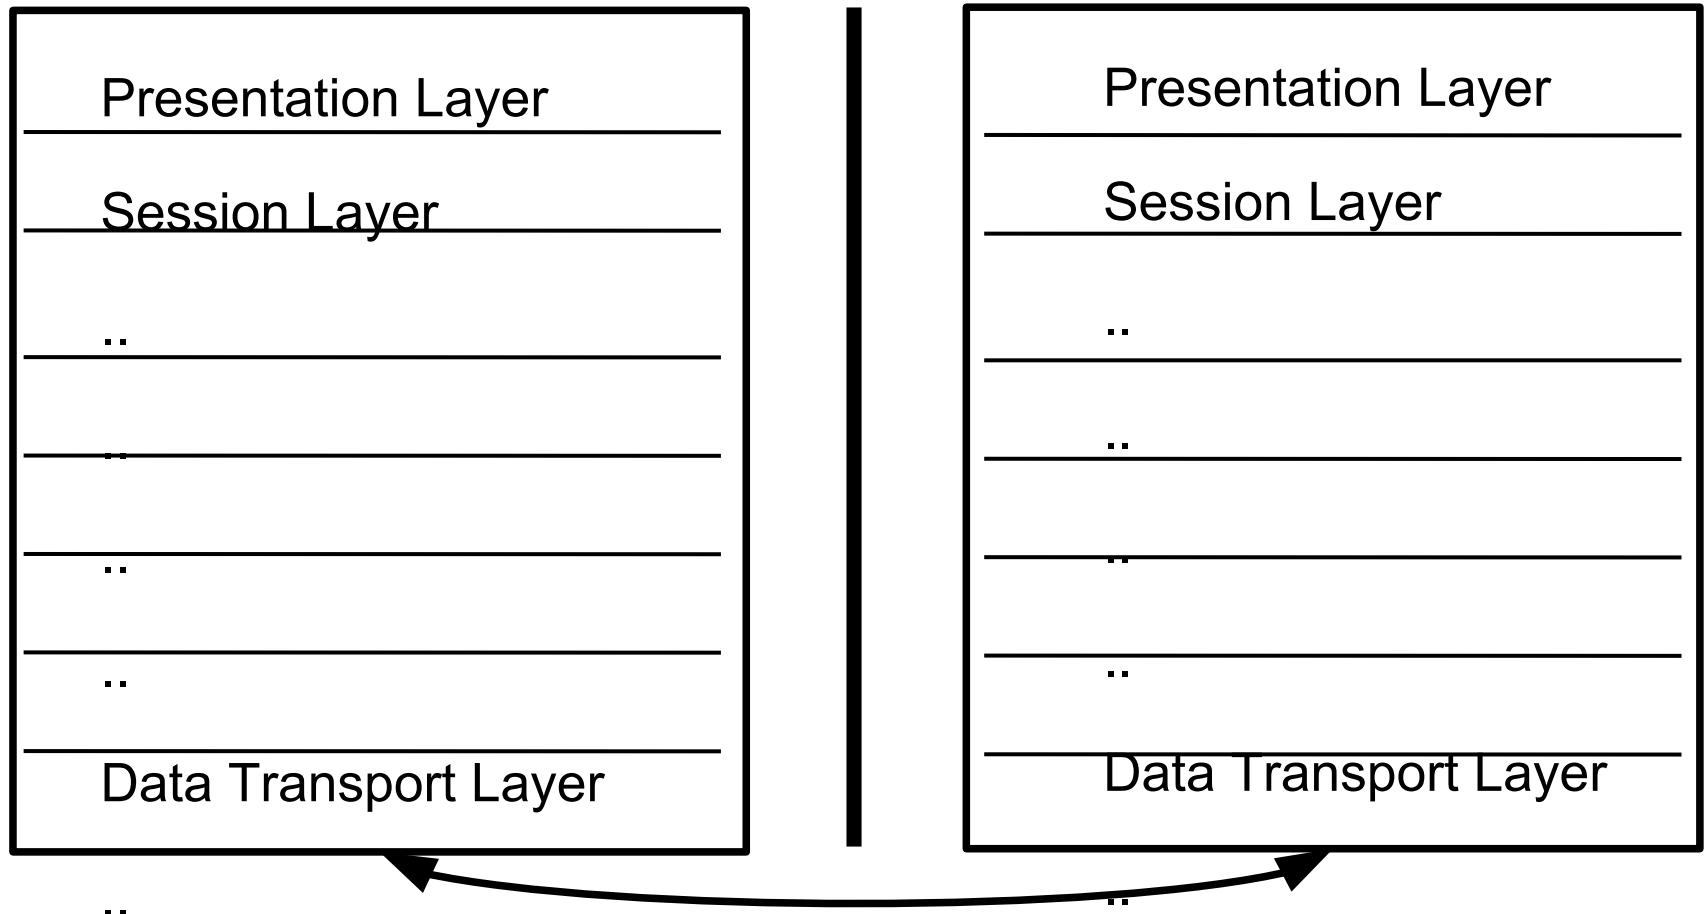 Presentation Layer
Session Layer
..
..
..
..
Data Transport Layer
..
Presentation Layer
Session Layer
..
..
..
..
Data Transport Layer
..